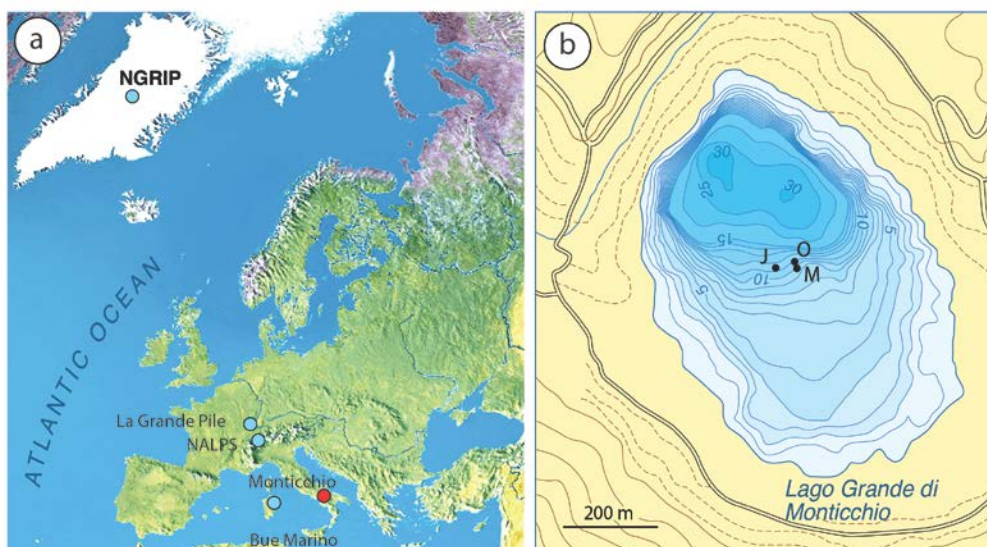 a
NGRIP
ATLANTIC OCEAN
La Grande Pile
NALPS
Monticchio
Bue Marino
b
30
30
25
15
10
5
J
O
M
10
5
Lago Grande di
Monticchio
200 m